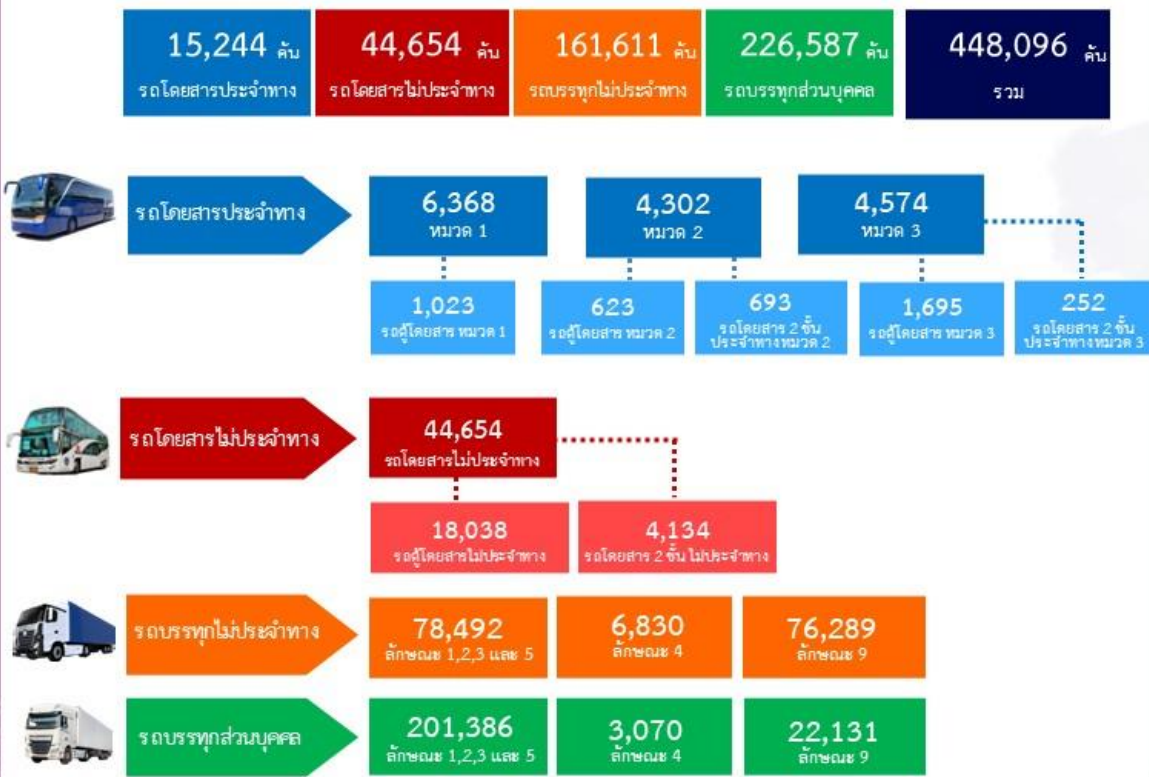 15,244 คัน
รถโดยสารประจำทาง
44,654 คัน
รถโดยสารไม่ประจำทาง
161,611 คัน
รถบรรทุกไม่ประจำทาง
226,587 คัน
รถบรรทุกส่วนบุคคล
448,096 คัน
รวม
รถโดยสารประจำทาง
6,368
หมวด 1
4,302
หมวด 2
4,574
หมวด 3
1,023
รถตู้โดยสาร หมวด 1
623
รถตู้โดยสาร หมวด 2
693
รถโดยสาร 2 ชั้น
ประจำทางหมวด 2
1,695
รถตู้โดยสาร หมวด 3
252
รถโดยสาร 2 ชั้น
ประจำทางหมวด 3
รถโดยสารไม่ประจำทาง
44,654
รถโดยสารไม่ประจำทาง
18,038
รถตู้โดยสารไม่ประจำทาง
4,134
รถโดยสาร 2 ชั้น ไม่ประจำทาง
รถบรรทุกไม่ประจำทาง
78,492
ลักษณะ 1,2,3 และ 5
6,830
ลักษณะ 4
76,289
ลักษณะ 9
รถบรรทุกส่วนบุคคล
201,386
ลักษณะ 1,2,3 และ 5
3,070
ลักษณะ 4
22,131
ลักษณะ 9